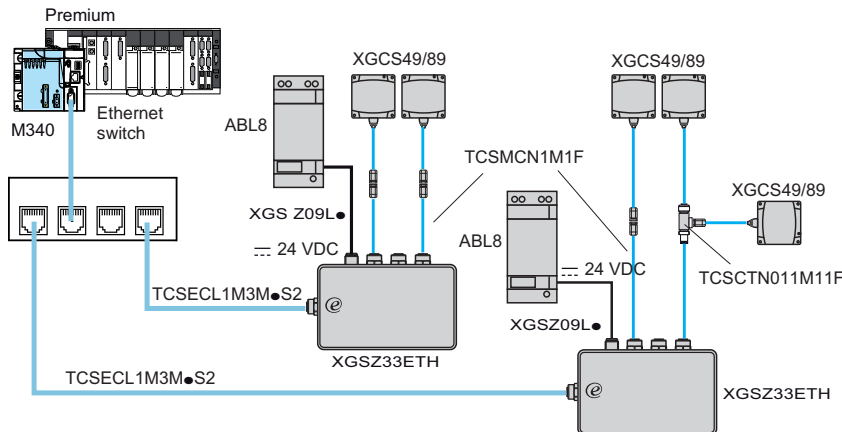 Premium
XGCS49/89
XGCS49/89
M340
Ethernet
switch
ABL8
TCSMCN1M1F
XGCS49/89
XGS Z09L●
ABL8
24 VDC
24 VDC
TCSCTN011M11F
TCSECL1M3M●S2
XGSZ09L●
e
XGSZ33ETH
TCSECL1M3M●S2
e
XGSZ33ETH